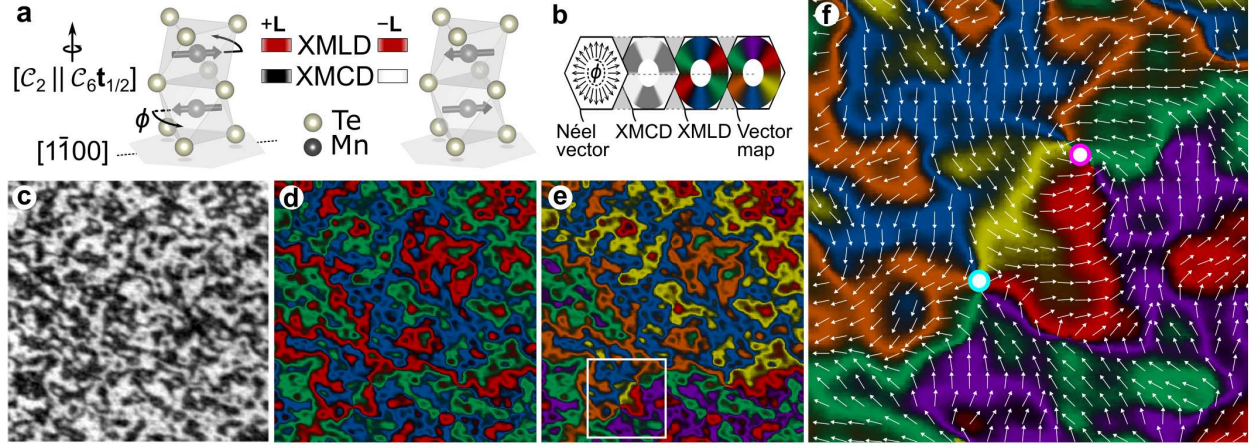 a
+L
−L
XMLD
XMCD
[C₂ || C₆t₁/₂]
ϕ
[11̄00]
Te
Mn
b
ϕ
Néel vector
XMCD
XMLD
Vector map
c
d
e
f